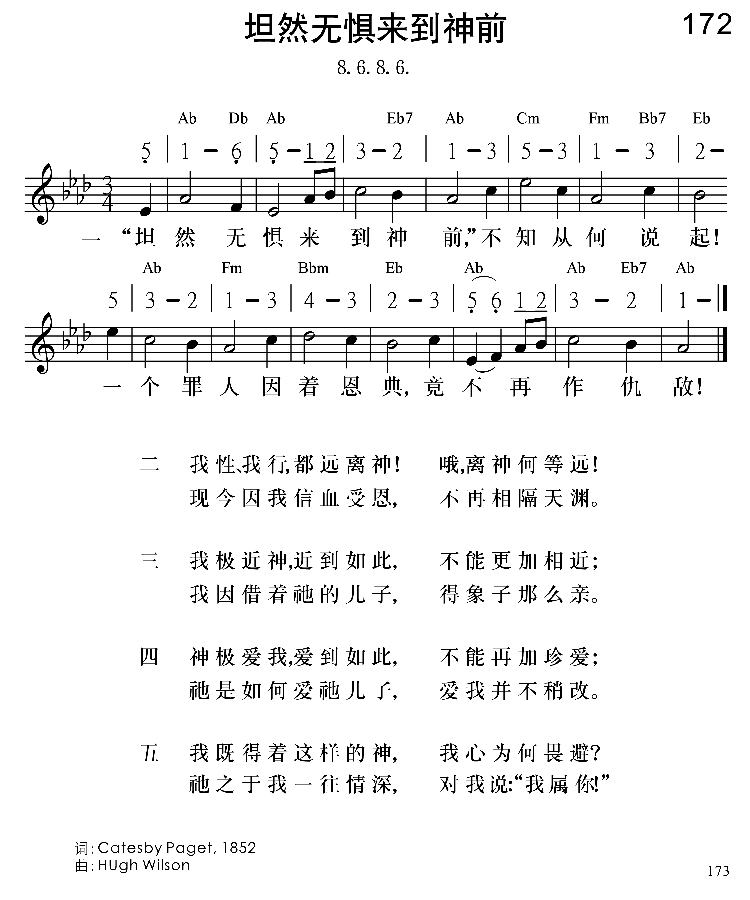 坦然无惧来到神前 172
8. 6. 8. 6.
Ab Db Ab Eb7 Ab Cm Fm Bb7 Eb
5 | 1 – 6 | 5 – 1 2 | 3 – 2 | 1 – 3 | 5 – 3 | 1 – 3 | 2 –
一 “坦 然 无 惧 来 到 神 前,” 不 知 从 何 说 起!
Ab Fm Bbm Eb Ab Ab Eb7 Ab
5 | 3 – 2 | 1 – 3 | 4 – 3 | 2 – 3 | 5 6 1 2 | 3 – 2 | 1 –
一 个 罪 人 因 着 恩 典, 竟 不 再 作 仇 敌!
二 我性、我行,都远离神! 哦,离神何等远!
现今因我信血受恩, 不再相隔天渊。
三 我极近神,近到如此, 不能更加相近;
我因借着祂的儿子, 得象子那么亲。
四 神极爱我,爱到如此, 不能再加珍爱;
祂是如何爱祂儿子, 爱我并不稍改。
五 我既得着这样的神, 我心为何畏避?
祂之于我一往情深, 对我说:“我属你!”
词: Catesby Paget, 1852
曲: HUgh Wilson
173